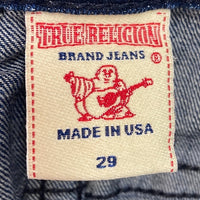 TRUE RELIGION
BRAND JEANS ®
MADE IN USA
29